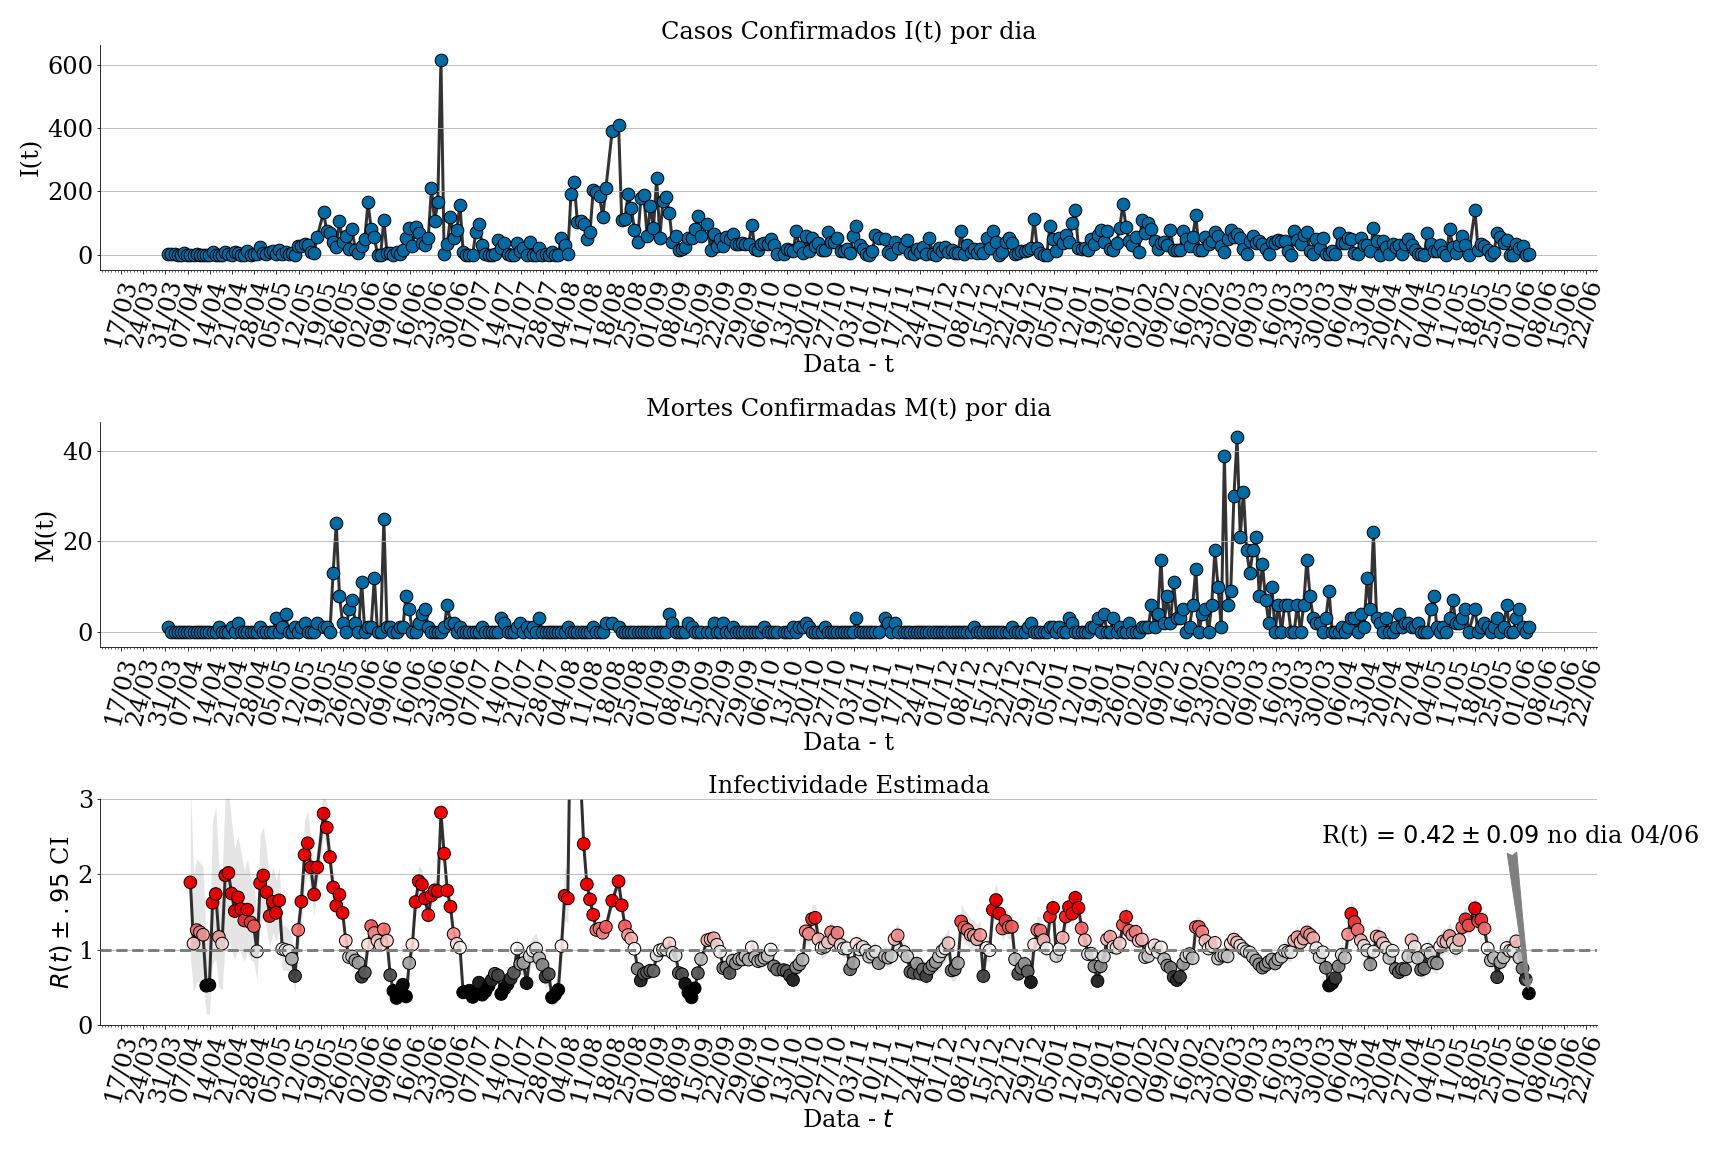 Casos Confirmados I(t) por dia
I(t)
600
400
200
0
17/03 24/03 31/03 07/04 14/04 21/04 28/04 05/05 12/05 19/05 26/05 02/06 09/06 16/06 23/06 30/06 07/07 14/07 21/07 28/07 04/08 11/08 18/08 25/08 01/09 08/09 15/09 22/09 29/09 06/10 13/10 20/10 27/10 03/11 10/11 17/11 24/11 01/12 08/12 15/12 22/12 29/12 05/01 12/01 19/01 26/01 02/02 09/02 16/02 23/02 02/03 09/03 16/03 23/03 30/03 06/04 13/04 20/04 27/04 04/05 11/05 18/05 25/05 01/06 08/06 15/06 22/06
Data - t
Mortes Confirmadas M(t) por dia
M(t)
40
20
0
17/03 24/03 31/03 07/04 14/04 21/04 28/04 05/05 12/05 19/05 26/05 02/06 09/06 16/06 23/06 30/06 07/07 14/07 21/07 28/07 04/08 11/08 18/08 25/08 01/09 08/09 15/09 22/09 29/09 06/10 13/10 20/10 27/10 03/11 10/11 17/11 24/11 01/12 08/12 15/12 22/12 29/12 05/01 12/01 19/01 26/01 02/02 09/02 16/02 23/02 02/03 09/03 16/03 23/03 30/03 06/04 13/04 20/04 27/04 04/05 11/05 18/05 25/05 01/06 08/06 15/06 22/06
Data - t
Infectividade Estimada
R(t) ± .95 CI
3
2
1
0
R(t) = 0.42 ± 0.09 no dia 04/06
17/03 24/03 31/03 07/04 14/04 21/04 28/04 05/05 12/05 19/05 26/05 02/06 09/06 16/06 23/06 30/06 07/07 14/07 21/07 28/07 04/08 11/08 18/08 25/08 01/09 08/09 15/09 22/09 29/09 06/10 13/10 20/10 27/10 03/11 10/11 17/11 24/11 01/12 08/12 15/12 22/12 29/12 05/01 12/01 19/01 26/01 02/02 09/02 16/02 23/02 02/03 09/03 16/03 23/03 30/03 06/04 13/04 20/04 27/04 04/05 11/05 18/05 25/05 01/06 08/06 15/06 22/06
Data - t